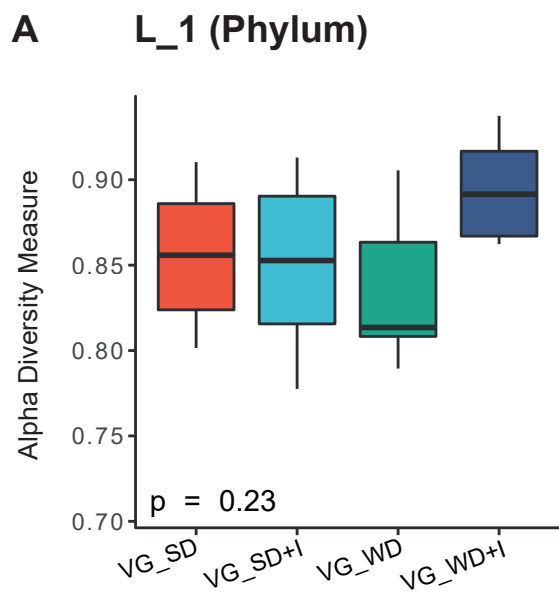 A L_1 (Phylum)
Alpha Diversity Measure
0.90
0.85
0.80
0.75
0.70
p = 0.23
VG_SD
VG_SD+I
VG_WD
VG_WD+I